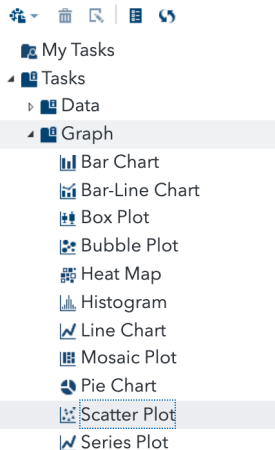 My Tasks
Tasks
Data
Graph
Bar Chart
Bar-Line Chart
Box Plot
Bubble Plot
Heat Map
Histogram
Line Chart
Mosaic Plot
Pie Chart
Scatter Plot
Series Plot